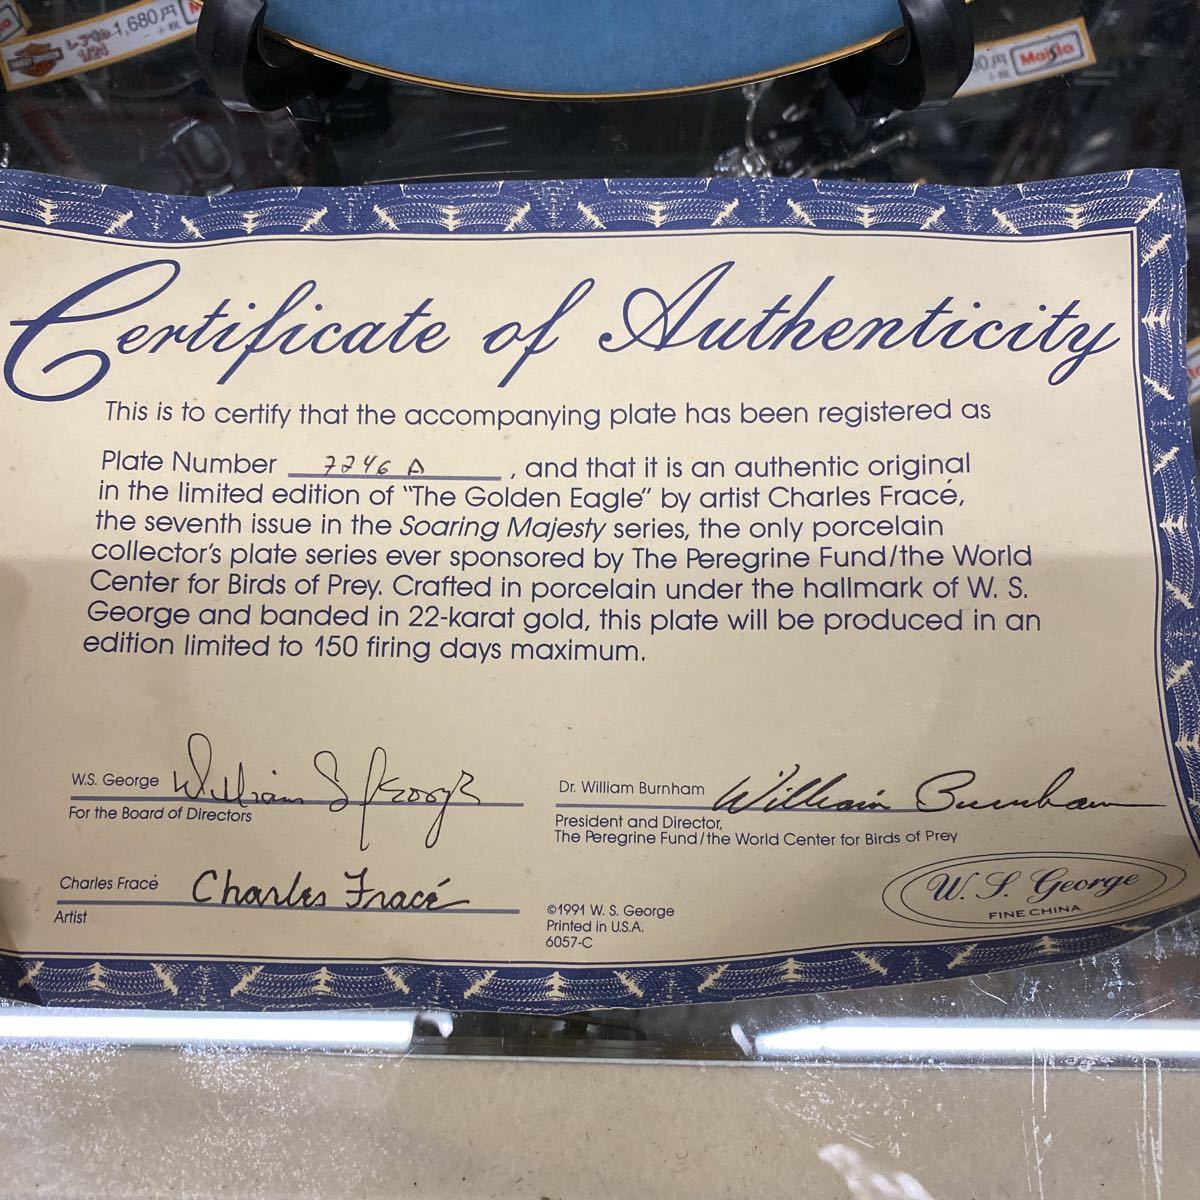 1,680円
Maisto
Certificate of Authenticity
This is to certify that the accompanying plate has been registered as
Plate Number 7246 A, and that it is an authentic original
in the limited edition of "The Golden Eagle" by artist Charles Fracé,
the seventh issue in the Soaring Majesty series, the only porcelain
collector's plate series ever sponsored by The Peregrine Fund/the World
Center for Birds of Prey. Crafted in porcelain under the hallmark of W. S.
George and banded in 22-karat gold, this plate will be produced in an
edition limited to 150 firing days maximum.
W.S. George William S George
For the Board of Directors
Dr. William Burnham William Burnham
President and Director,
The Peregrine Fund/the World Center for Birds of Prey
Charles Fracé Charles Fracé
Artist
©1991 W. S. George
Printed in U.S.A.
6057-C
W. S. George
FINE CHINA